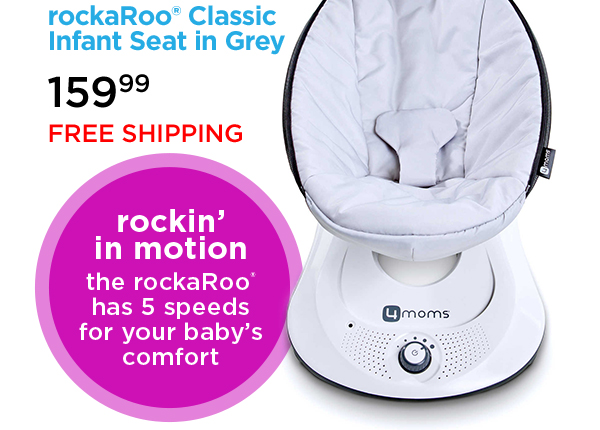 rockaRoo® Classic
Infant Seat in Grey
159⁹⁹
FREE SHIPPING
rockin’
in motion
the rockaRoo®
has 5 speeds
for your baby’s
comfort
4moms
4moms